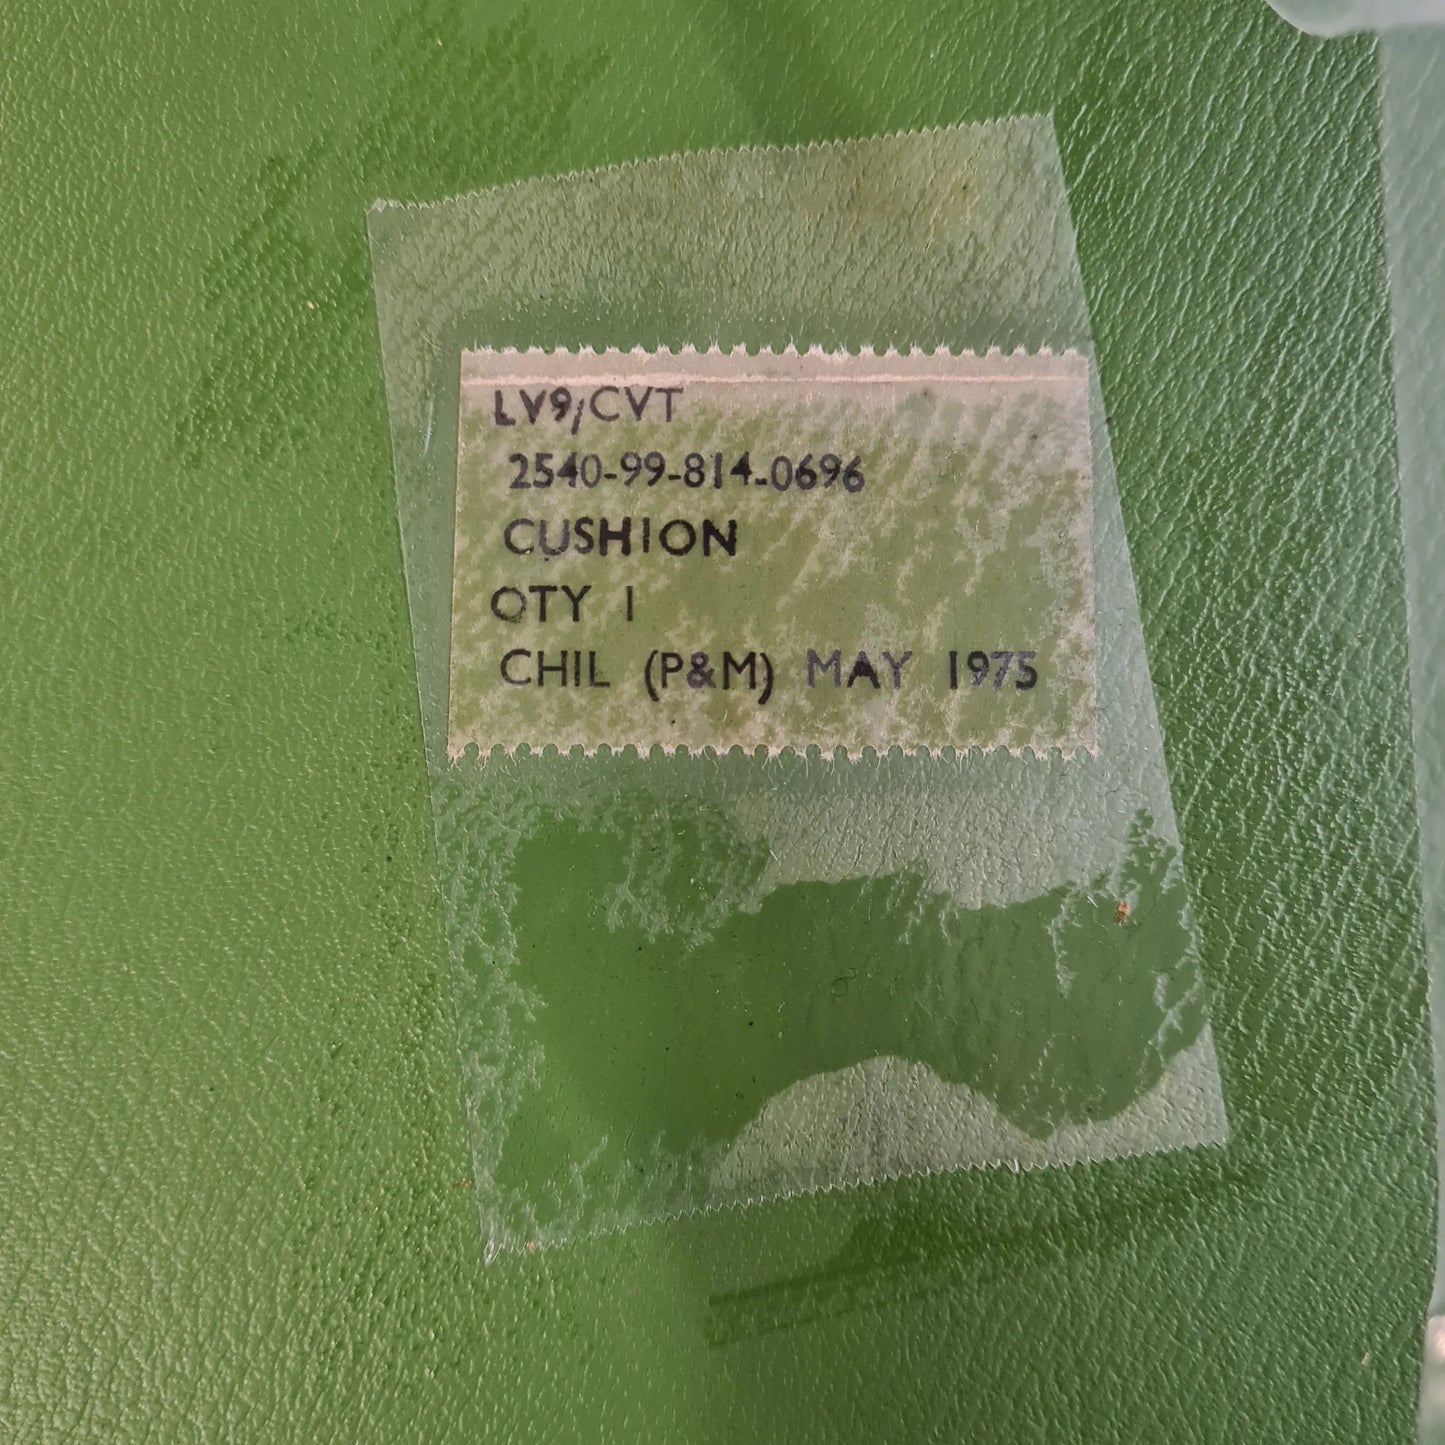 LV9/CVT
2540-99-814-0696
CUSHION
QTY 1
CHIL (P&M) MAY 1975